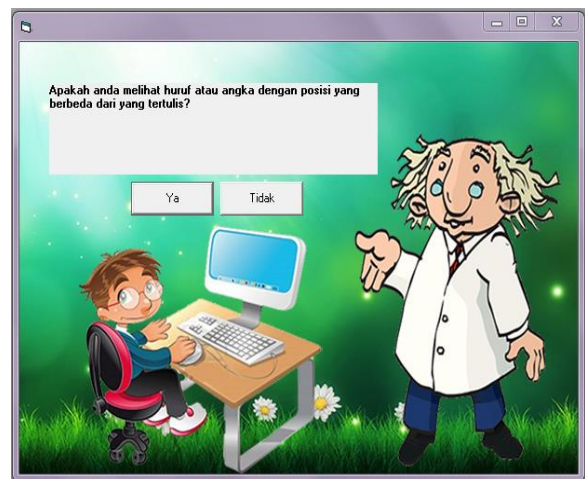 Apakah anda melihat huruf atau angka dengan posisi yang
berbeda dari yang tertulis?
Ya
Tidak